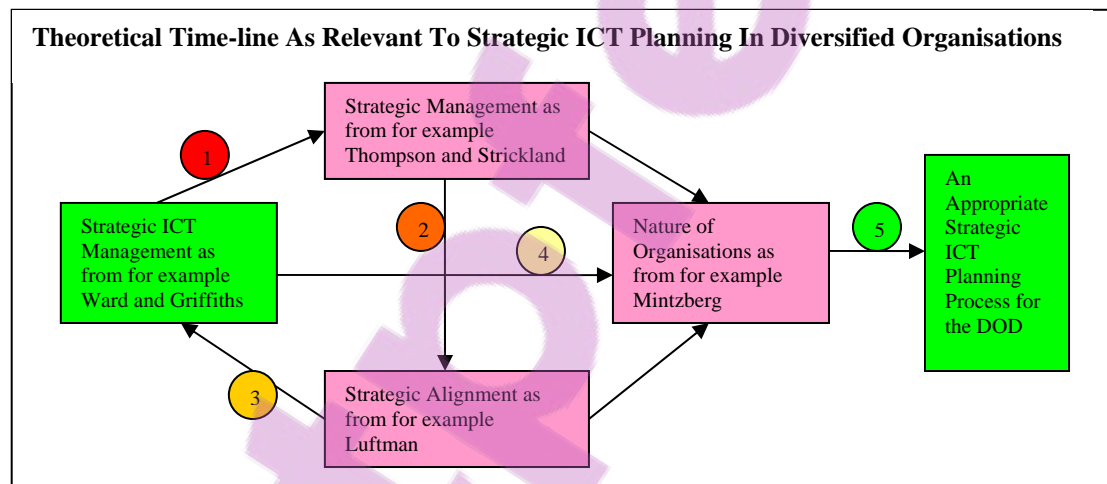 Theoretical Time-line As Relevant To Strategic ICT Planning In Diversified Organisations
Strategic Management as
from for example
Thompson and Strickland
1
Strategic ICT
Management as
from for example
Ward and Griffiths
2
4
Nature of
Organisations as
from for example
Mintzberg
5
An
Appropriate
Strategic
ICT
Planning
Process for
the DOD
3
Strategic Alignment as
from for example
Luftman